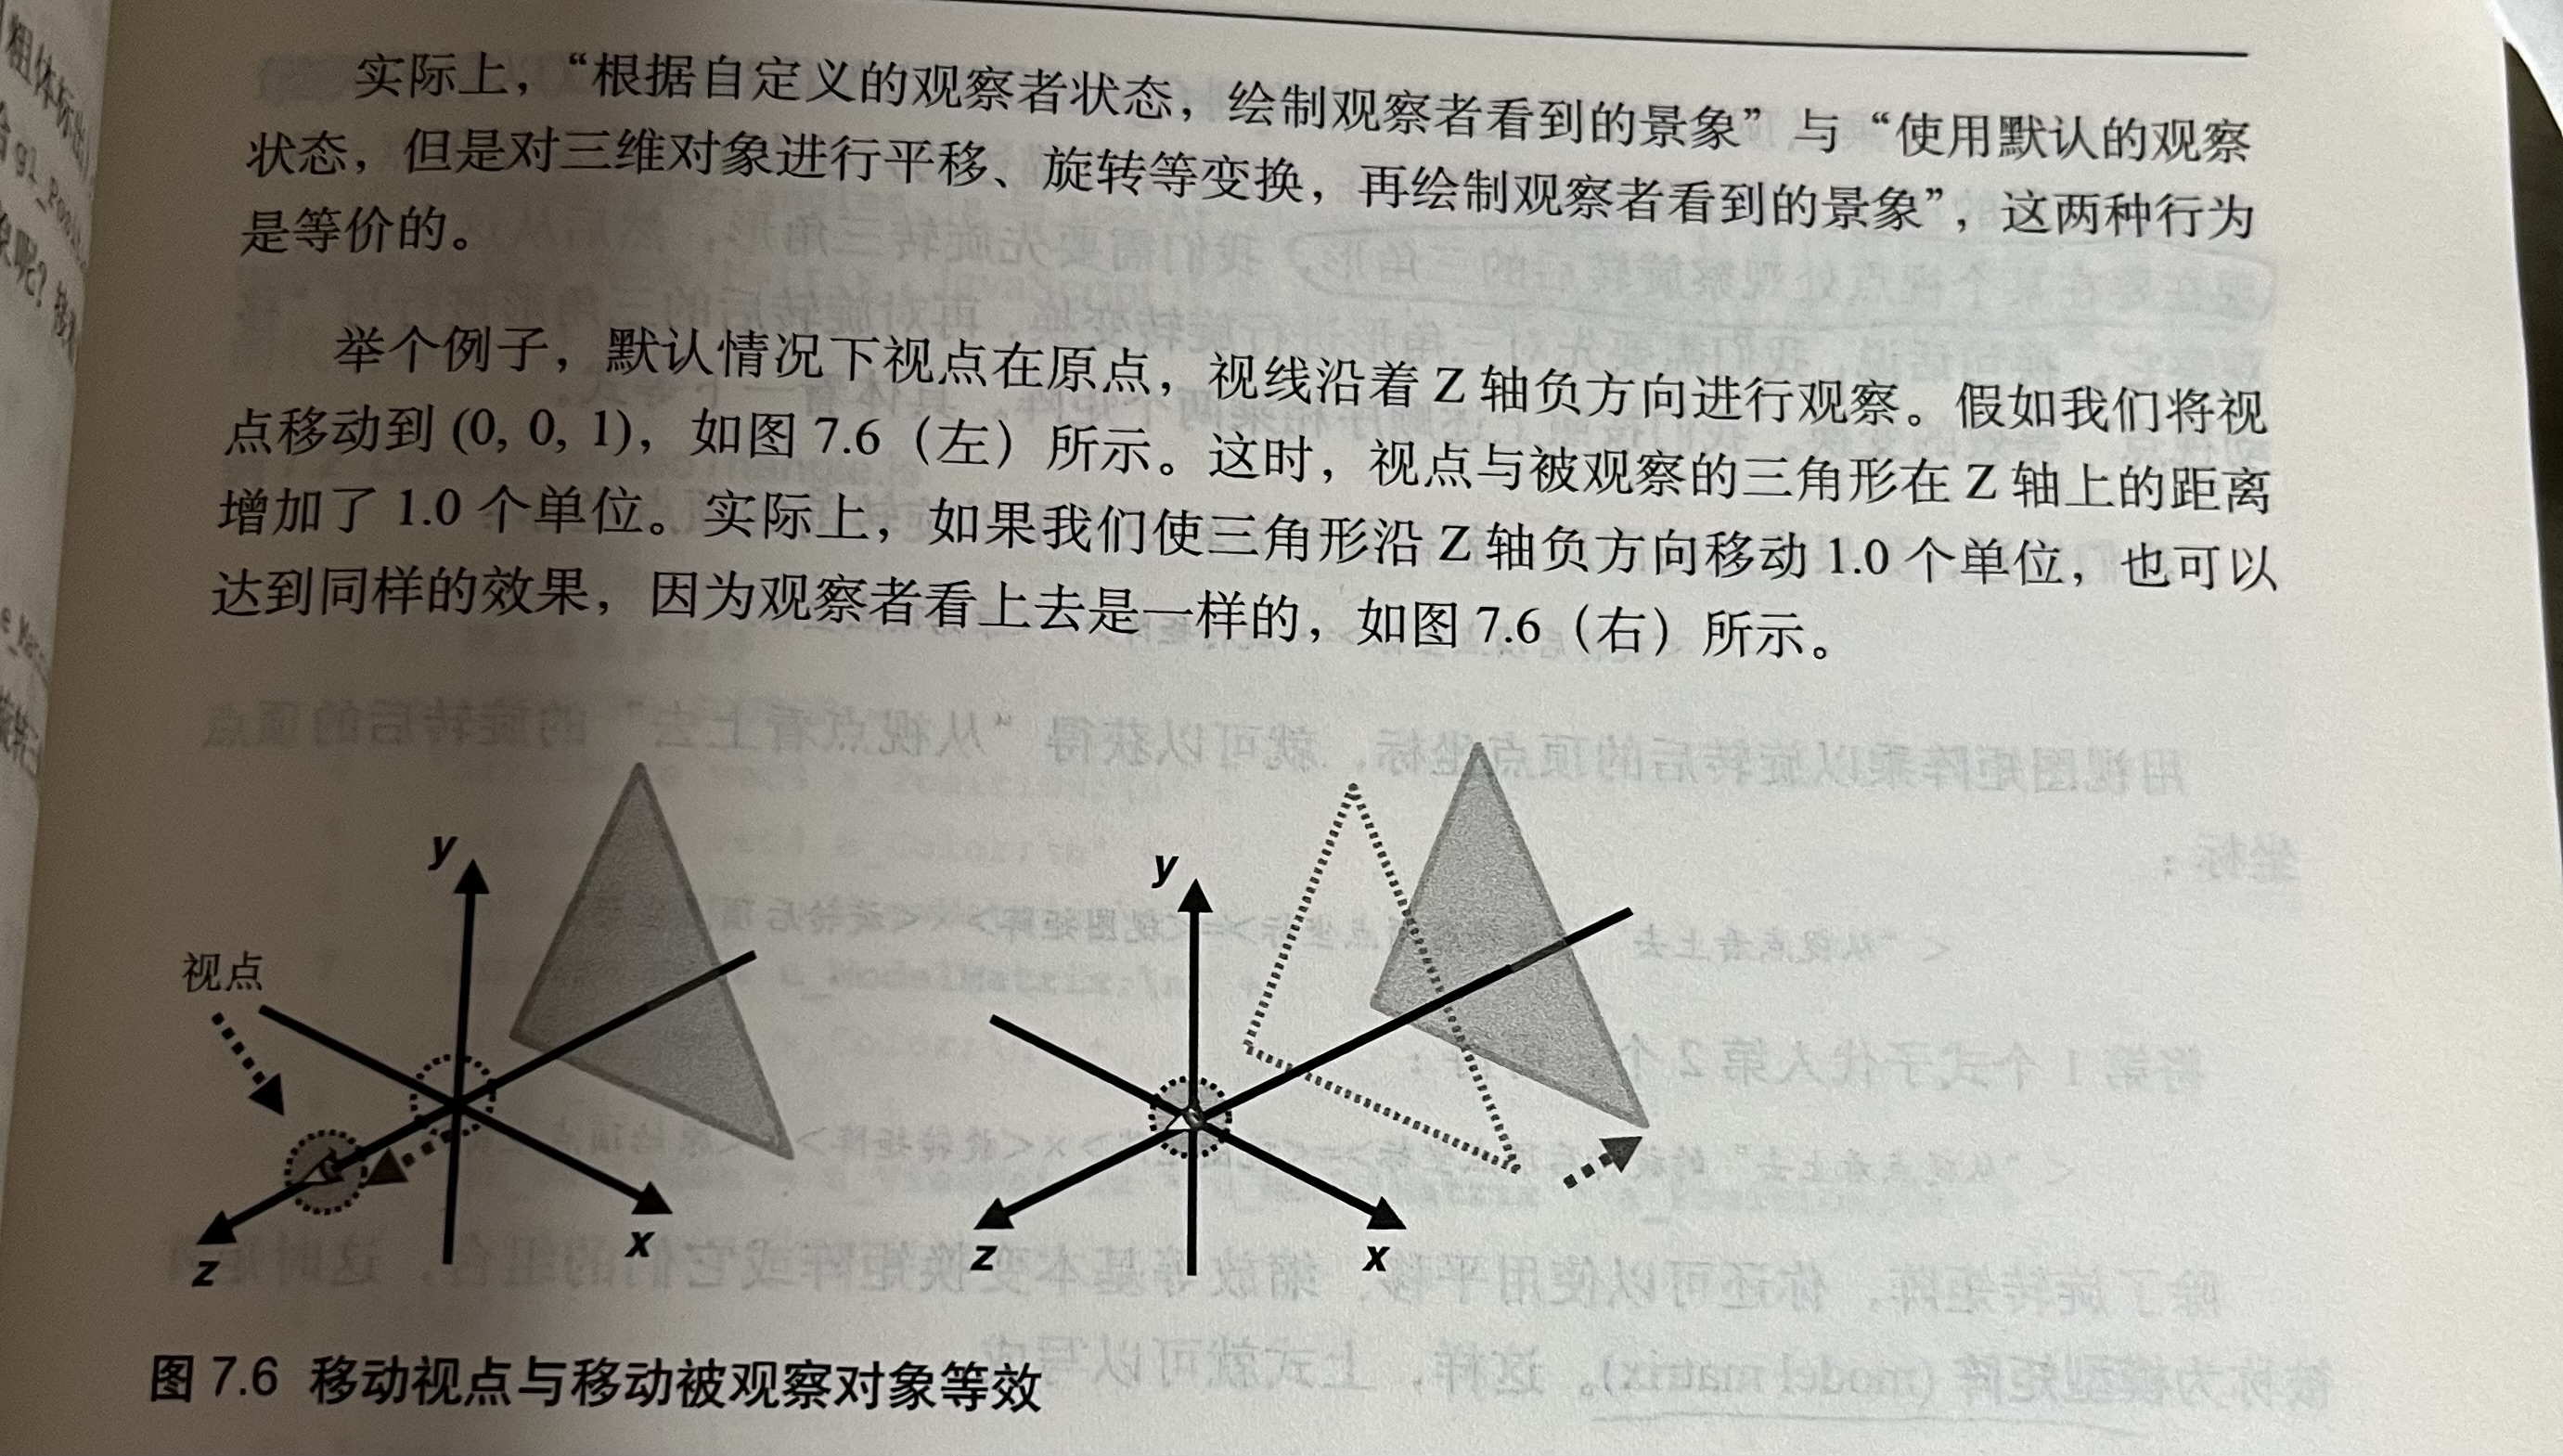 实际上，“根据自定义的观察者状态，绘制观察者看到的景象”与“使用默认的观察
状态，但是对三维对象进行平移、旋转等变换，再绘制观察者看到的景象”，这两种行为
是等价的。
举个例子，默认情况下视点在原点，视线沿着 Z 轴负方向进行观察。假如我们将视
点移动到 (0, 0, 1)，如图 7.6（左）所示。这时，视点与被观察的三角形在 Z 轴上的距离
增加了 1.0 个单位。实际上，如果我们使三角形沿 Z 轴负方向移动 1.0 个单位，也可以
达到同样的效果，因为观察者看上去是一样的，如图 7.6（右）所示。
y
视点
z
x
y
z
x
图 7.6 移动视点与移动被观察对象等效